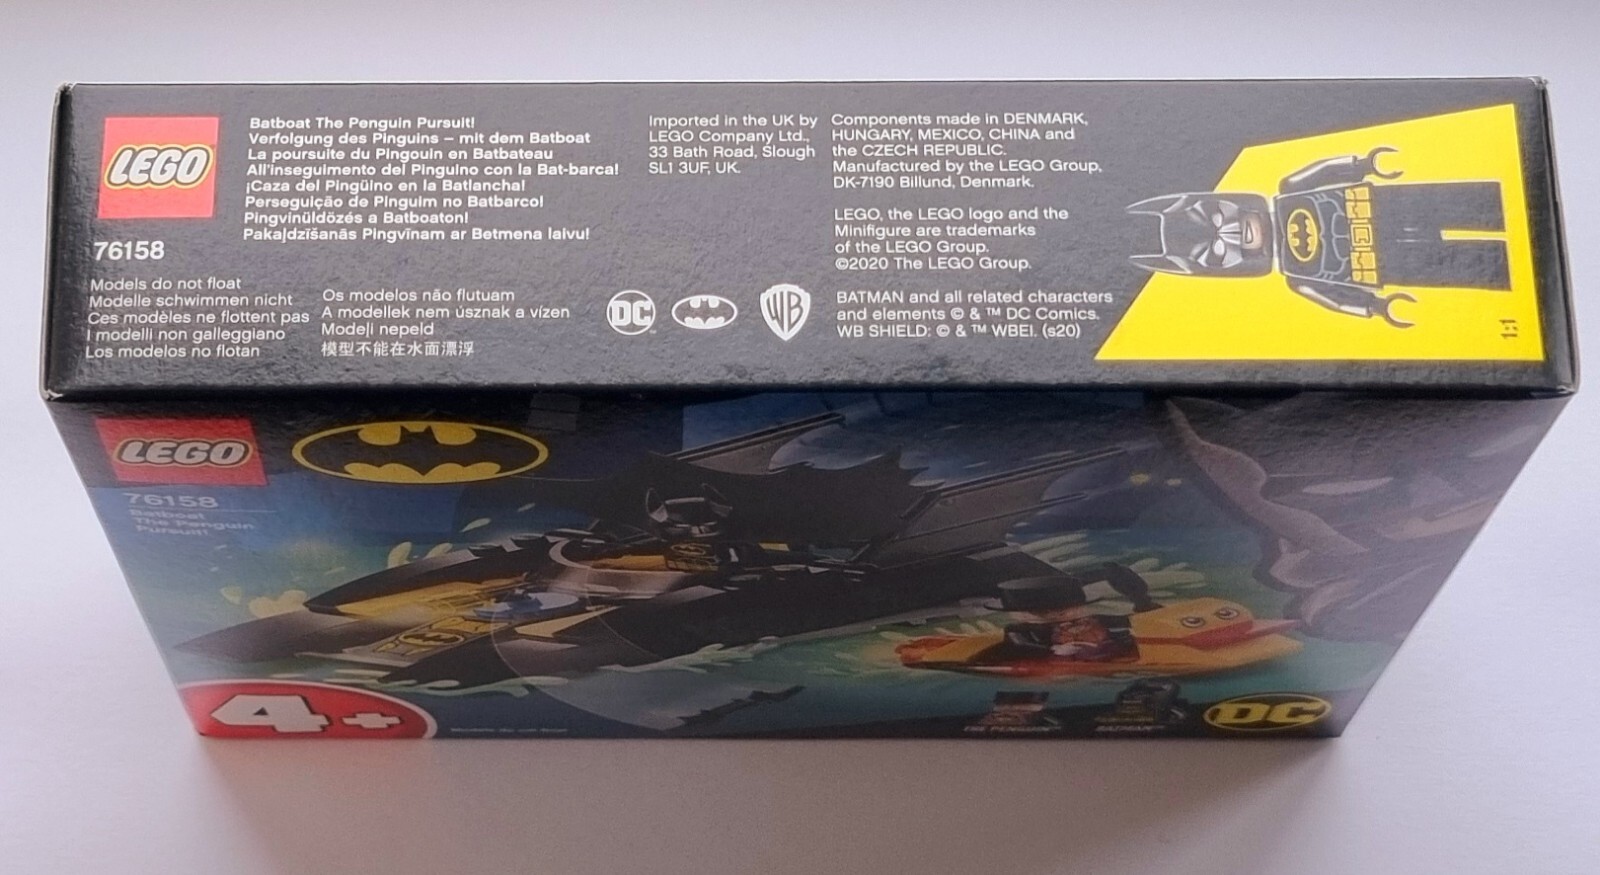 LEGO
76158
Batboat The Penguin Pursuit!
Verfolgung des Pinguins – mit dem Batboat
La poursuite du Pingouin en Batbateau
All'inseguimento del Pinguino con la Bat-barca!
¡Caza del Pingüino en la Batlancha!
Perseguição de Pinguim no Batbarco!
Pingvinüldözés a Batboaton!
Pakaļdzīšanās Pingvīnam ar Betmena laivu!
Models do not float
Modelle schwimmen nicht
Ces modèles ne flottent pas
I modelli non galleggiano
Los modelos no flotan
Os modelos não flutuam
A modellek nem úsznak a vízen
Modeļi nepeld
模型不能在水面漂浮
Imported in the UK by
LEGO Company Ltd.,
33 Bath Road, Slough
SL1 3UF, UK.
DC™
WB
Components made in DENMARK,
HUNGARY, MEXICO, CHINA and
the CZECH REPUBLIC.
Manufactured by the LEGO Group,
DK-7190 Billund, Denmark.
LEGO, the LEGO logo and the
Minifigure are trademarks
of the LEGO Group.
©2020 The LEGO Group.
BATMAN and all related characters
and elements © & ™ DC Comics.
WB SHIELD: © & ™ WBEI. (s20)
1:1
LEGO
76158
Batboat
The Penguin
Pursuit!
4+
Models do not float
THE PENGUIN™
BATMAN™
DC